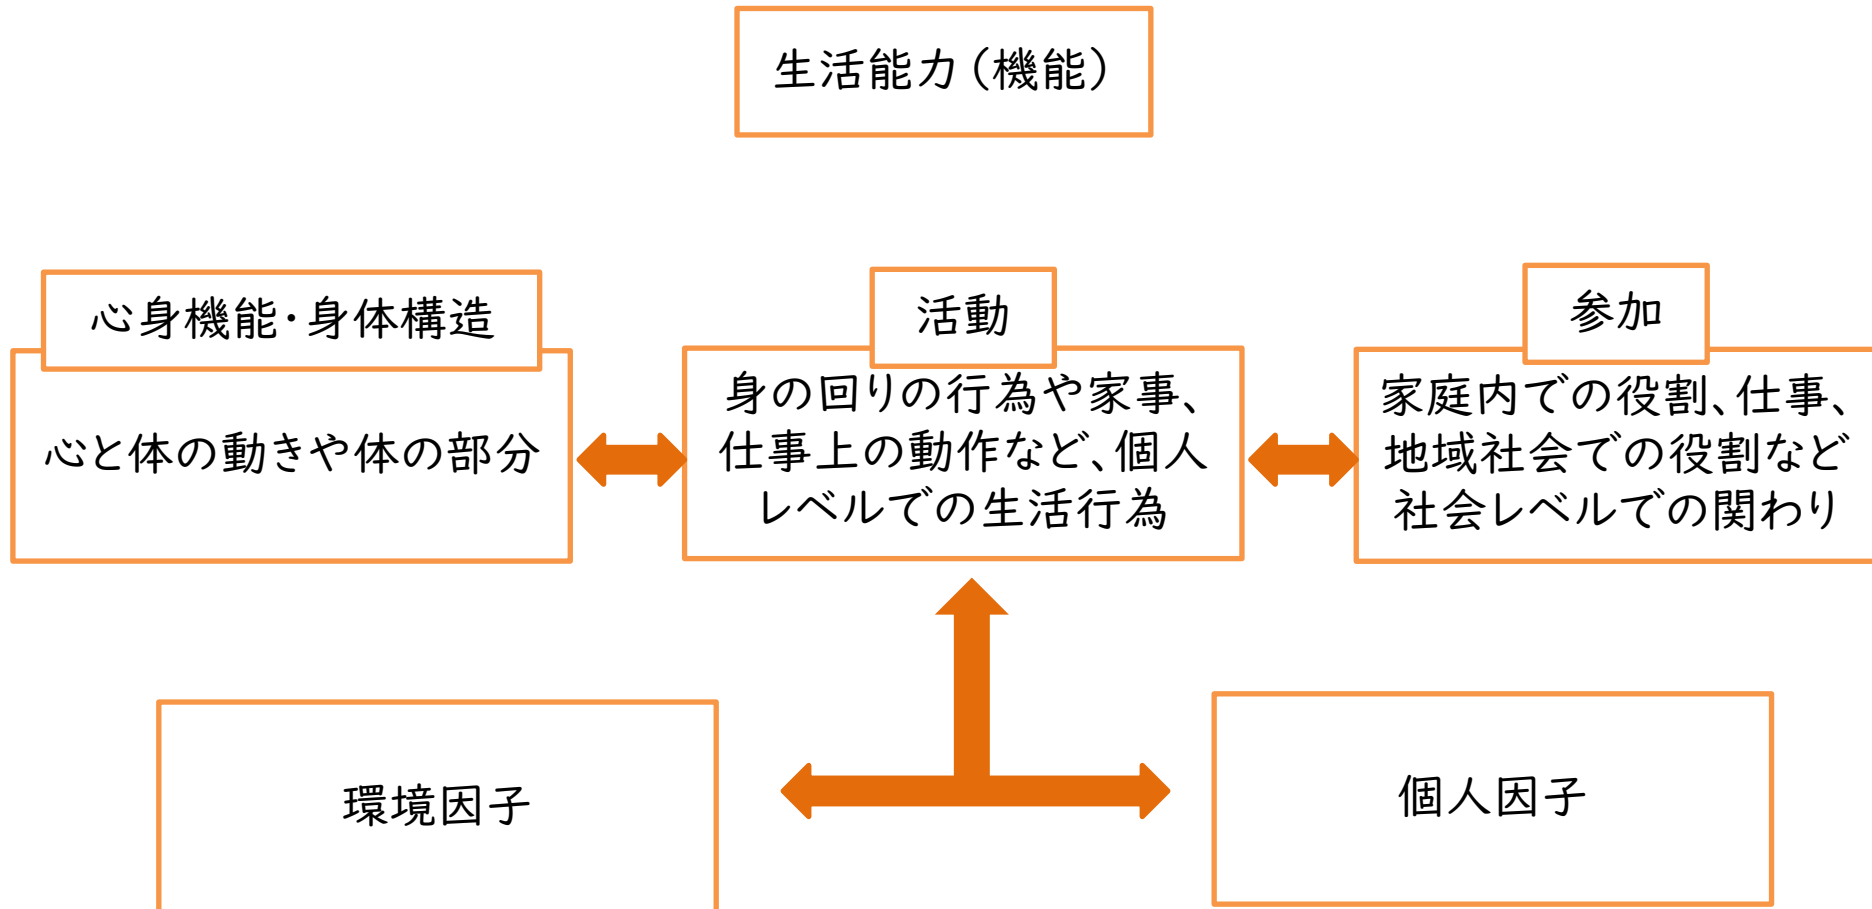 生活能力（機能）
心身機能・身体構造
心と体の動きや体の部分
活動
身の回りの行為や家事、
仕事上の動作など、個人
レベルでの生活行為
参加
家庭内での役割、仕事、
地域社会での役割など
社会レベルでの関わり
環境因子
個人因子